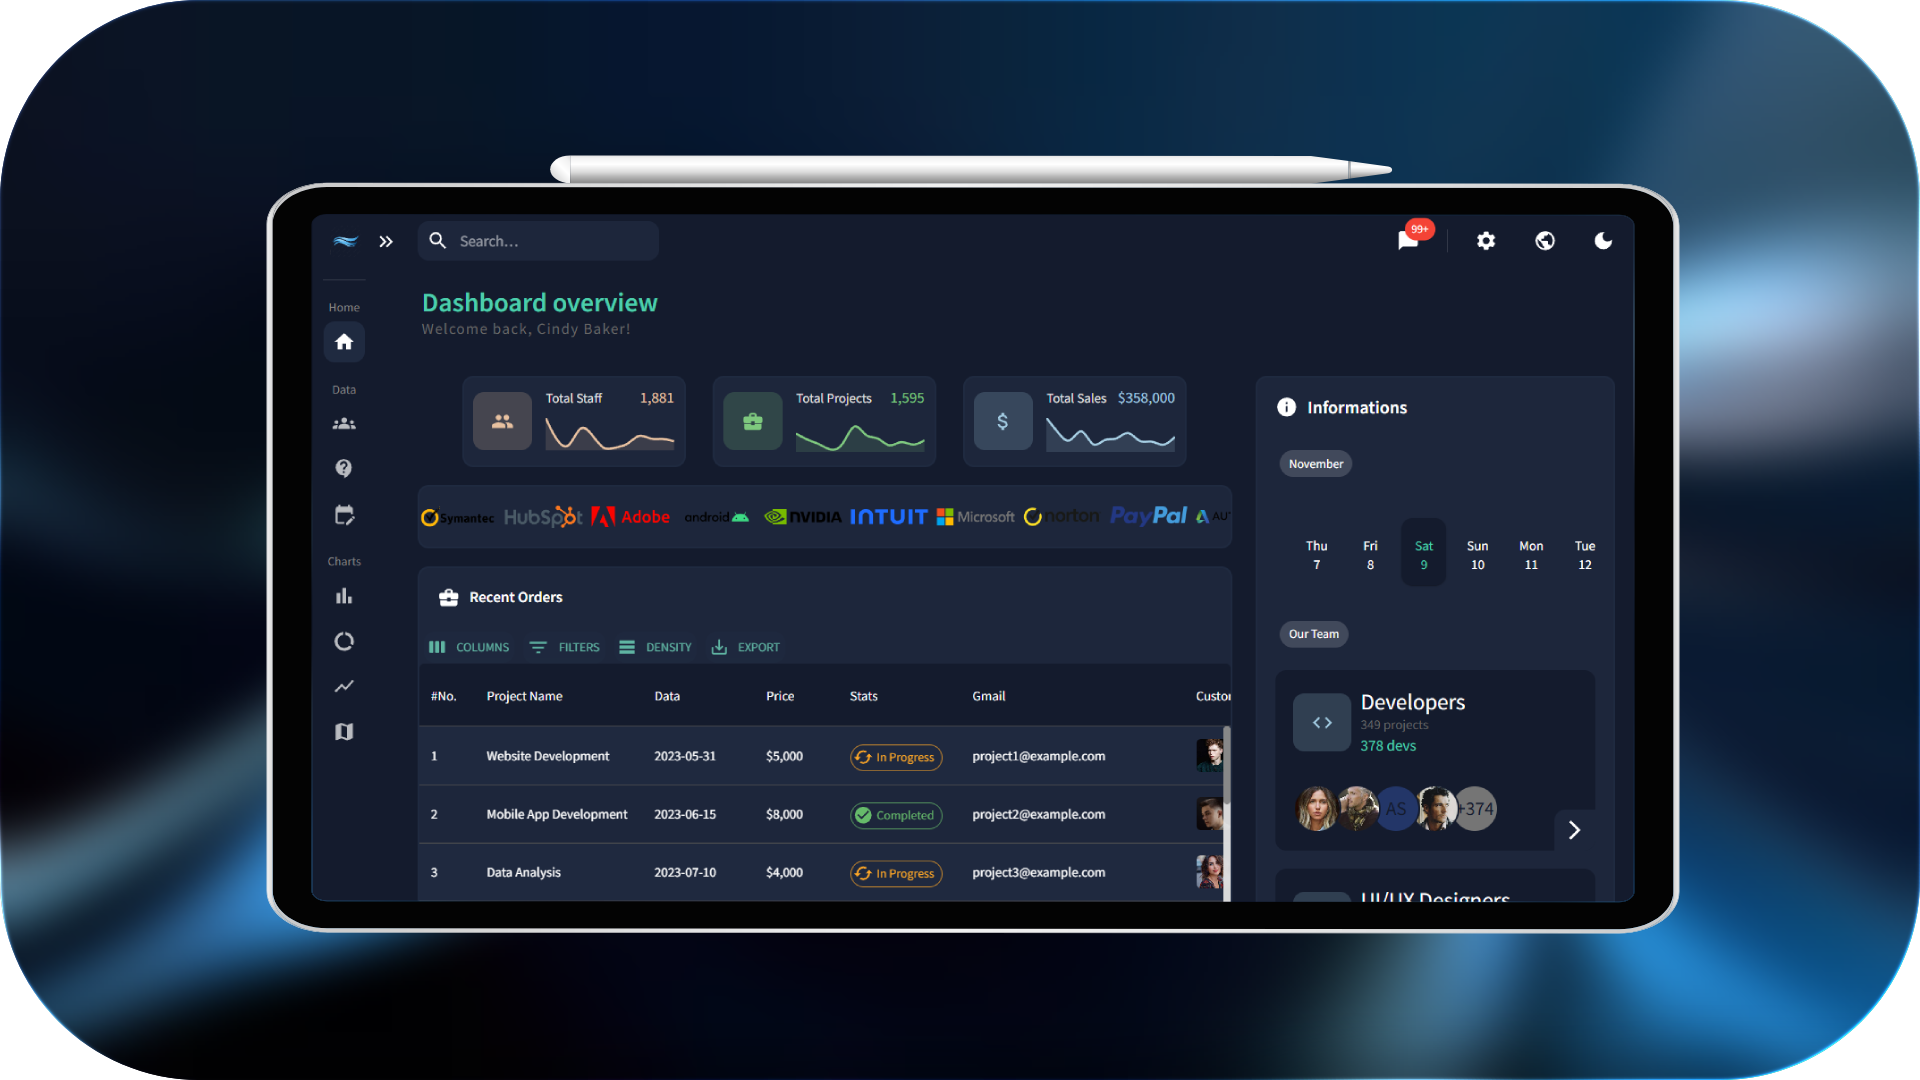 Search...
99+
Dashboard overview
Welcome back, Cindy Baker!
Home
Data
Charts
Total Staff 1,881
Total Projects 1,595
Total Sales $358,000
Symantec HubSpot Adobe android NVIDIA INTUIT Microsoft norton PayPal AU
Recent Orders
COLUMNS FILTERS DENSITY EXPORT
#No. Project Name Data Price Stats Gmail Custo
1 Website Development 2023-05-31 $5,000 In Progress project1@example.com
2 Mobile App Development 2023-06-15 $8,000 Completed project2@example.com
3 Data Analysis 2023-07-10 $4,000 In Progress project3@example.com
Informations
November
Thu Fri Sat Sun Mon Tue
7 8 9 10 11 12
Our Team
Developers
349 projects
378 devs
AS +374
UI/UX Designers